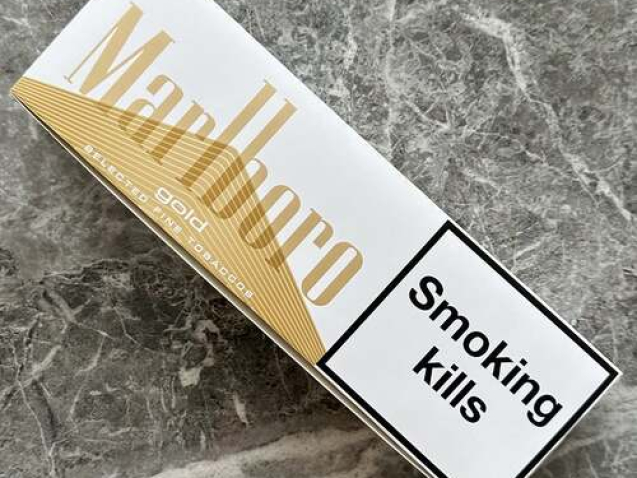 Marlboro
gold
SELECTED FINE TOBACCOS
Smoking
kills